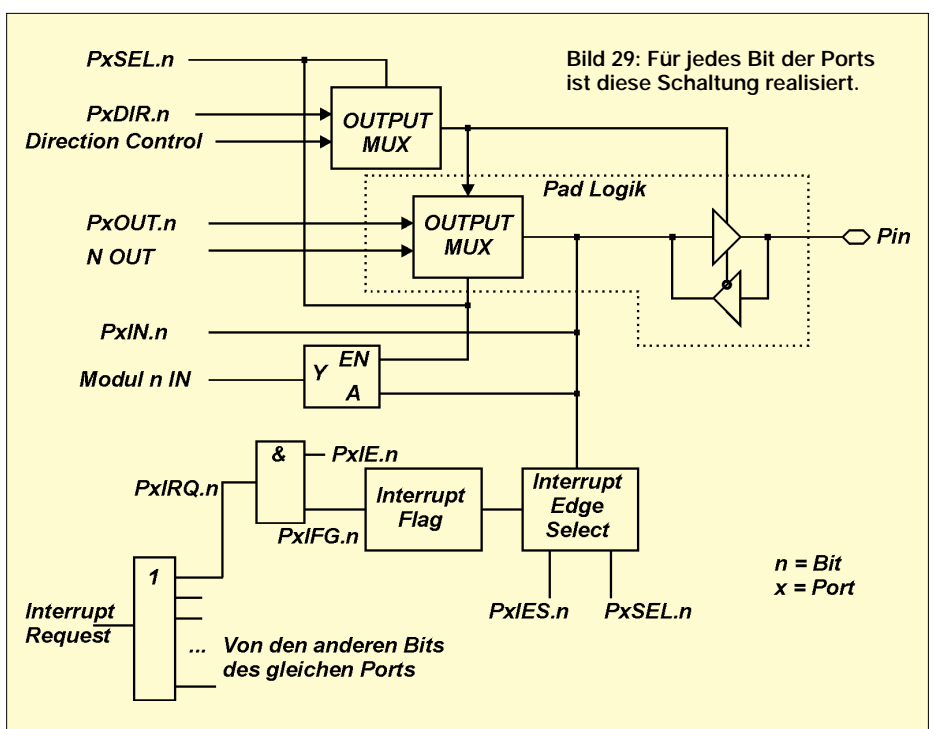 PxSEL.n
Bild 29: Für jedes Bit der Ports
ist diese Schaltung realisiert.
PxDIR.n
Direction Control
OUTPUT
MUX
Pad Logik
PxOUT.n
N OUT
OUTPUT
MUX
Pin
PxIN.n
Modul n IN
Y EN
A
&
PxIE.n
PxIRQ.n
PxIFG.n
Interrupt
Flag
Interrupt
Edge
Select
n = Bit
x = Port
PxIES.n
PxSEL.n
1
Interrupt
Request
... Von den anderen Bits
des gleichen Ports